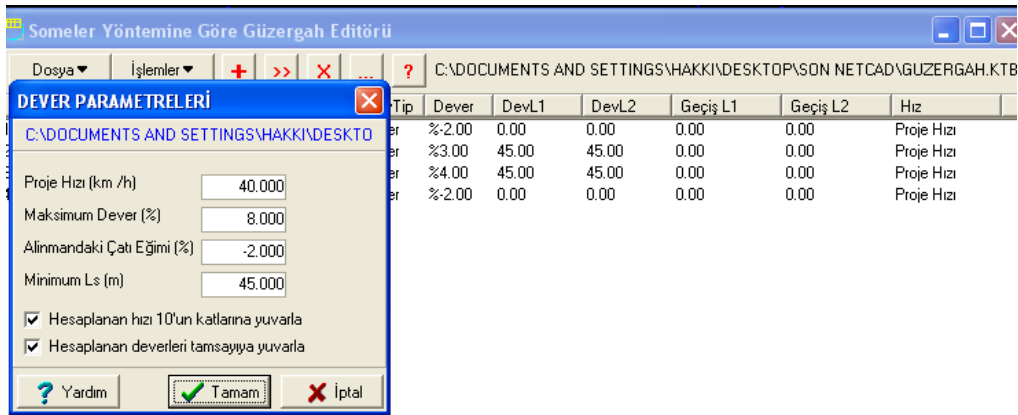 Someler Yöntemine Göre Güzergah Editörü
Dosya İşlemler + >> X ... ? C:\DOCUMENTS AND SETTINGS\HAKKI\DESKTOP\SON NETCAD\GUZERGAH.KTB
DEVER PARAMETRELERİ
C:\DOCUMENTS AND SETTINGS\HAKKI\DESKTO
Proje Hızı (km /h) 40.000
Maksimum Dever (%) 8.000
Alinmandaki Çatı Eğimi (%) -2.000
Minimum Ls (m) 45.000
Hesaplanan hızı 10'un katlarına yuvarla
Hesaplanan deverleri tamsayıya yuvarla
? Yardım Tamam İptal
Tip Dever DevL1 DevL2 Geçiş L1 Geçiş L2 Hız
er %-2.00 0.00 0.00 0.00 0.00 Proje Hızı
er %3.00 45.00 45.00 0.00 0.00 Proje Hızı
er %4.00 45.00 45.00 0.00 0.00 Proje Hızı
er %-2.00 0.00 0.00 0.00 0.00 Proje Hızı